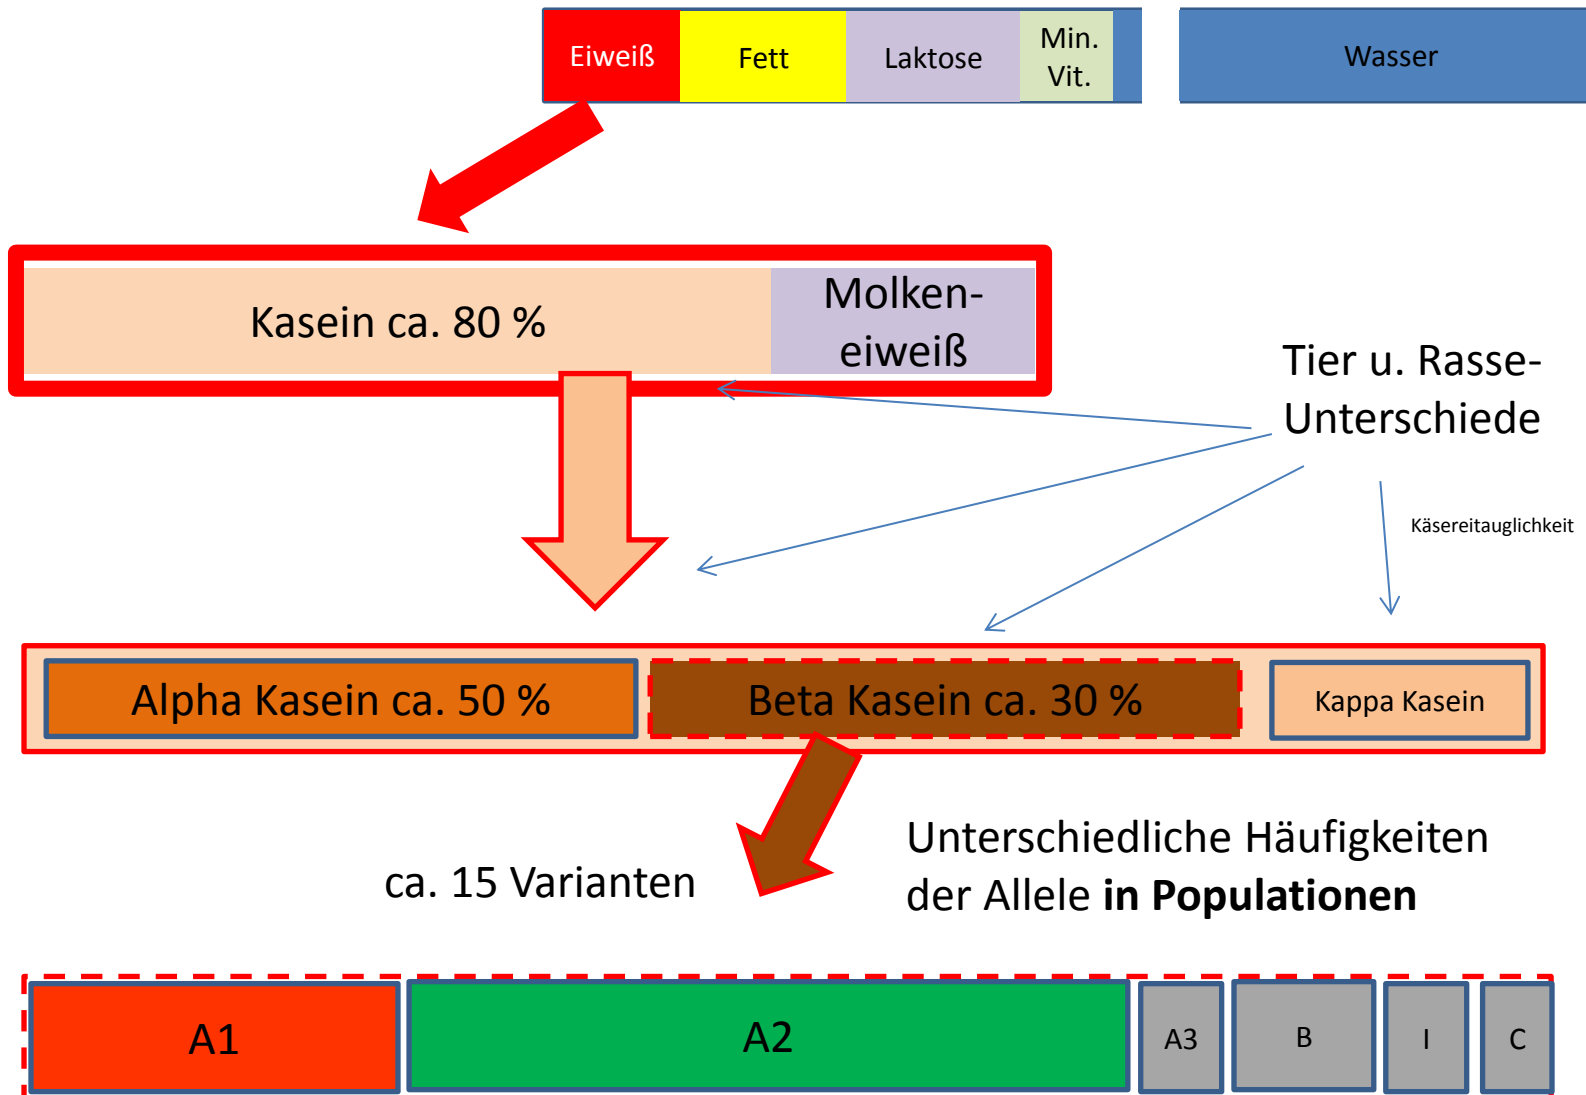 Eiweiß
Fett
Laktose
Min.
Vit.
Wasser
Kasein ca. 80 %
Molken-
eiweiß
Tier u. Rasse-
Unterschiede
Käsereitauglichkeit
Alpha Kasein ca. 50 %
Beta Kasein ca. 30 %
Kappa Kasein
ca. 15 Varianten
Unterschiedliche Häufigkeiten
der Allele in Populationen
A1
A2
A3
B
I
C